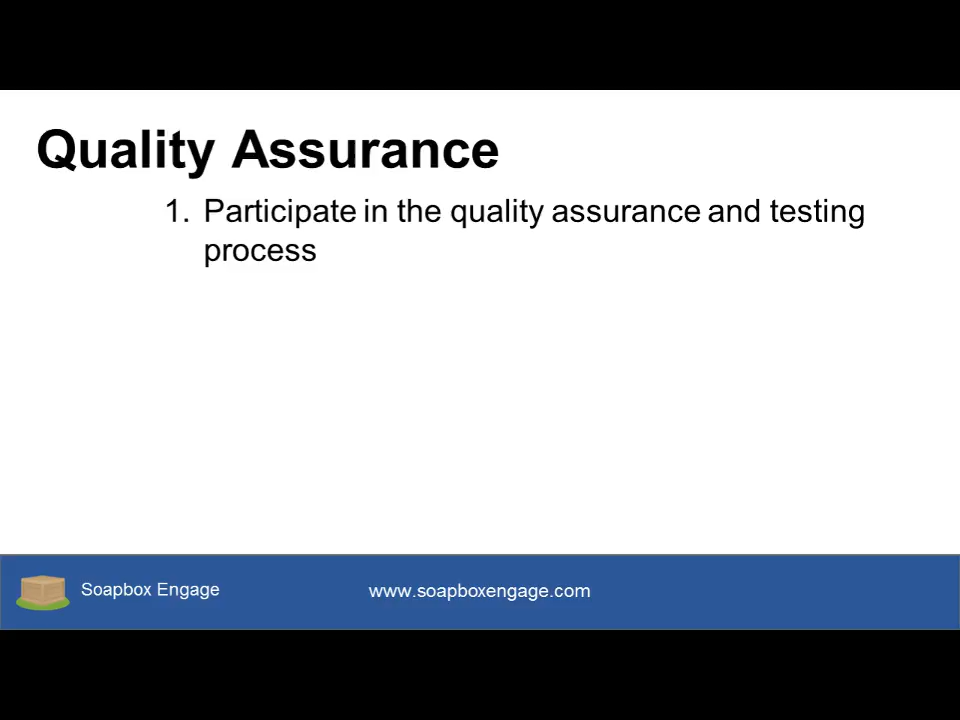 Quality Assurance
1. Participate in the quality assurance and testing
process
Soapbox Engage
www.soapboxengage.com